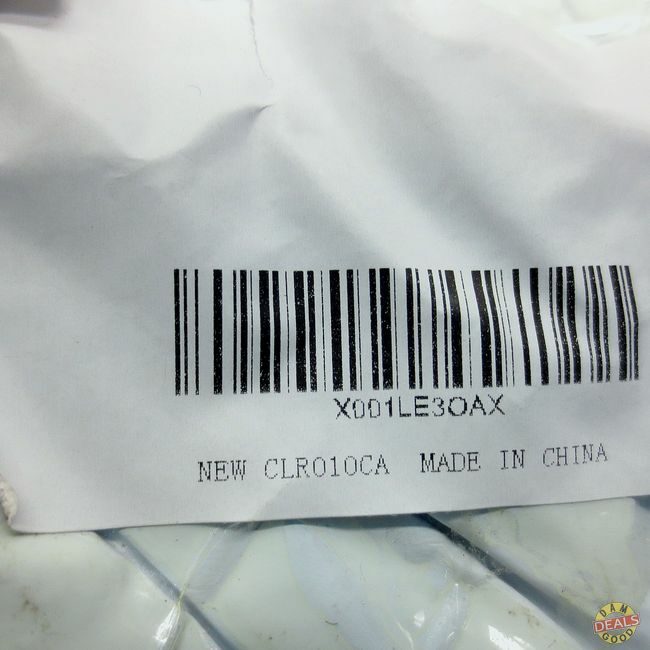 X001LE3OAX
NEW CLR010CA MADE IN CHINA
DAM
DEALS
GOOD